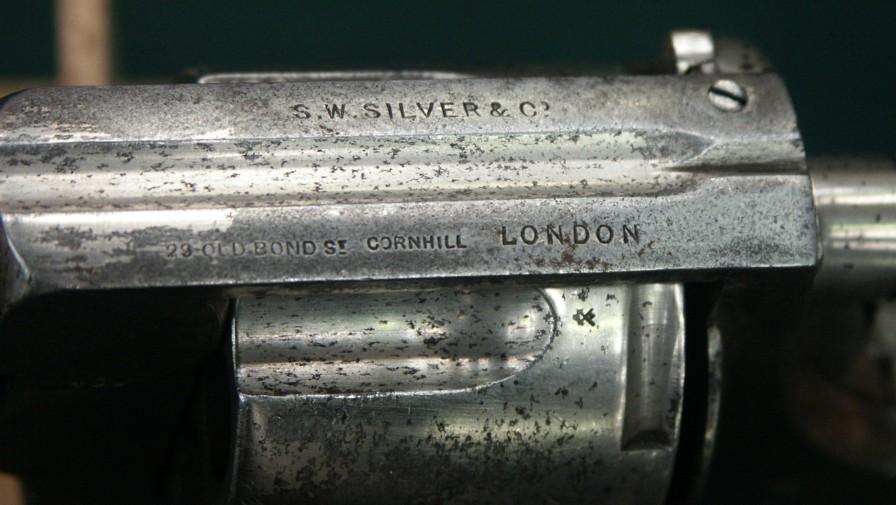 S.W. SILVER & Co
29 OLD BOND ST CORNHILL LONDON